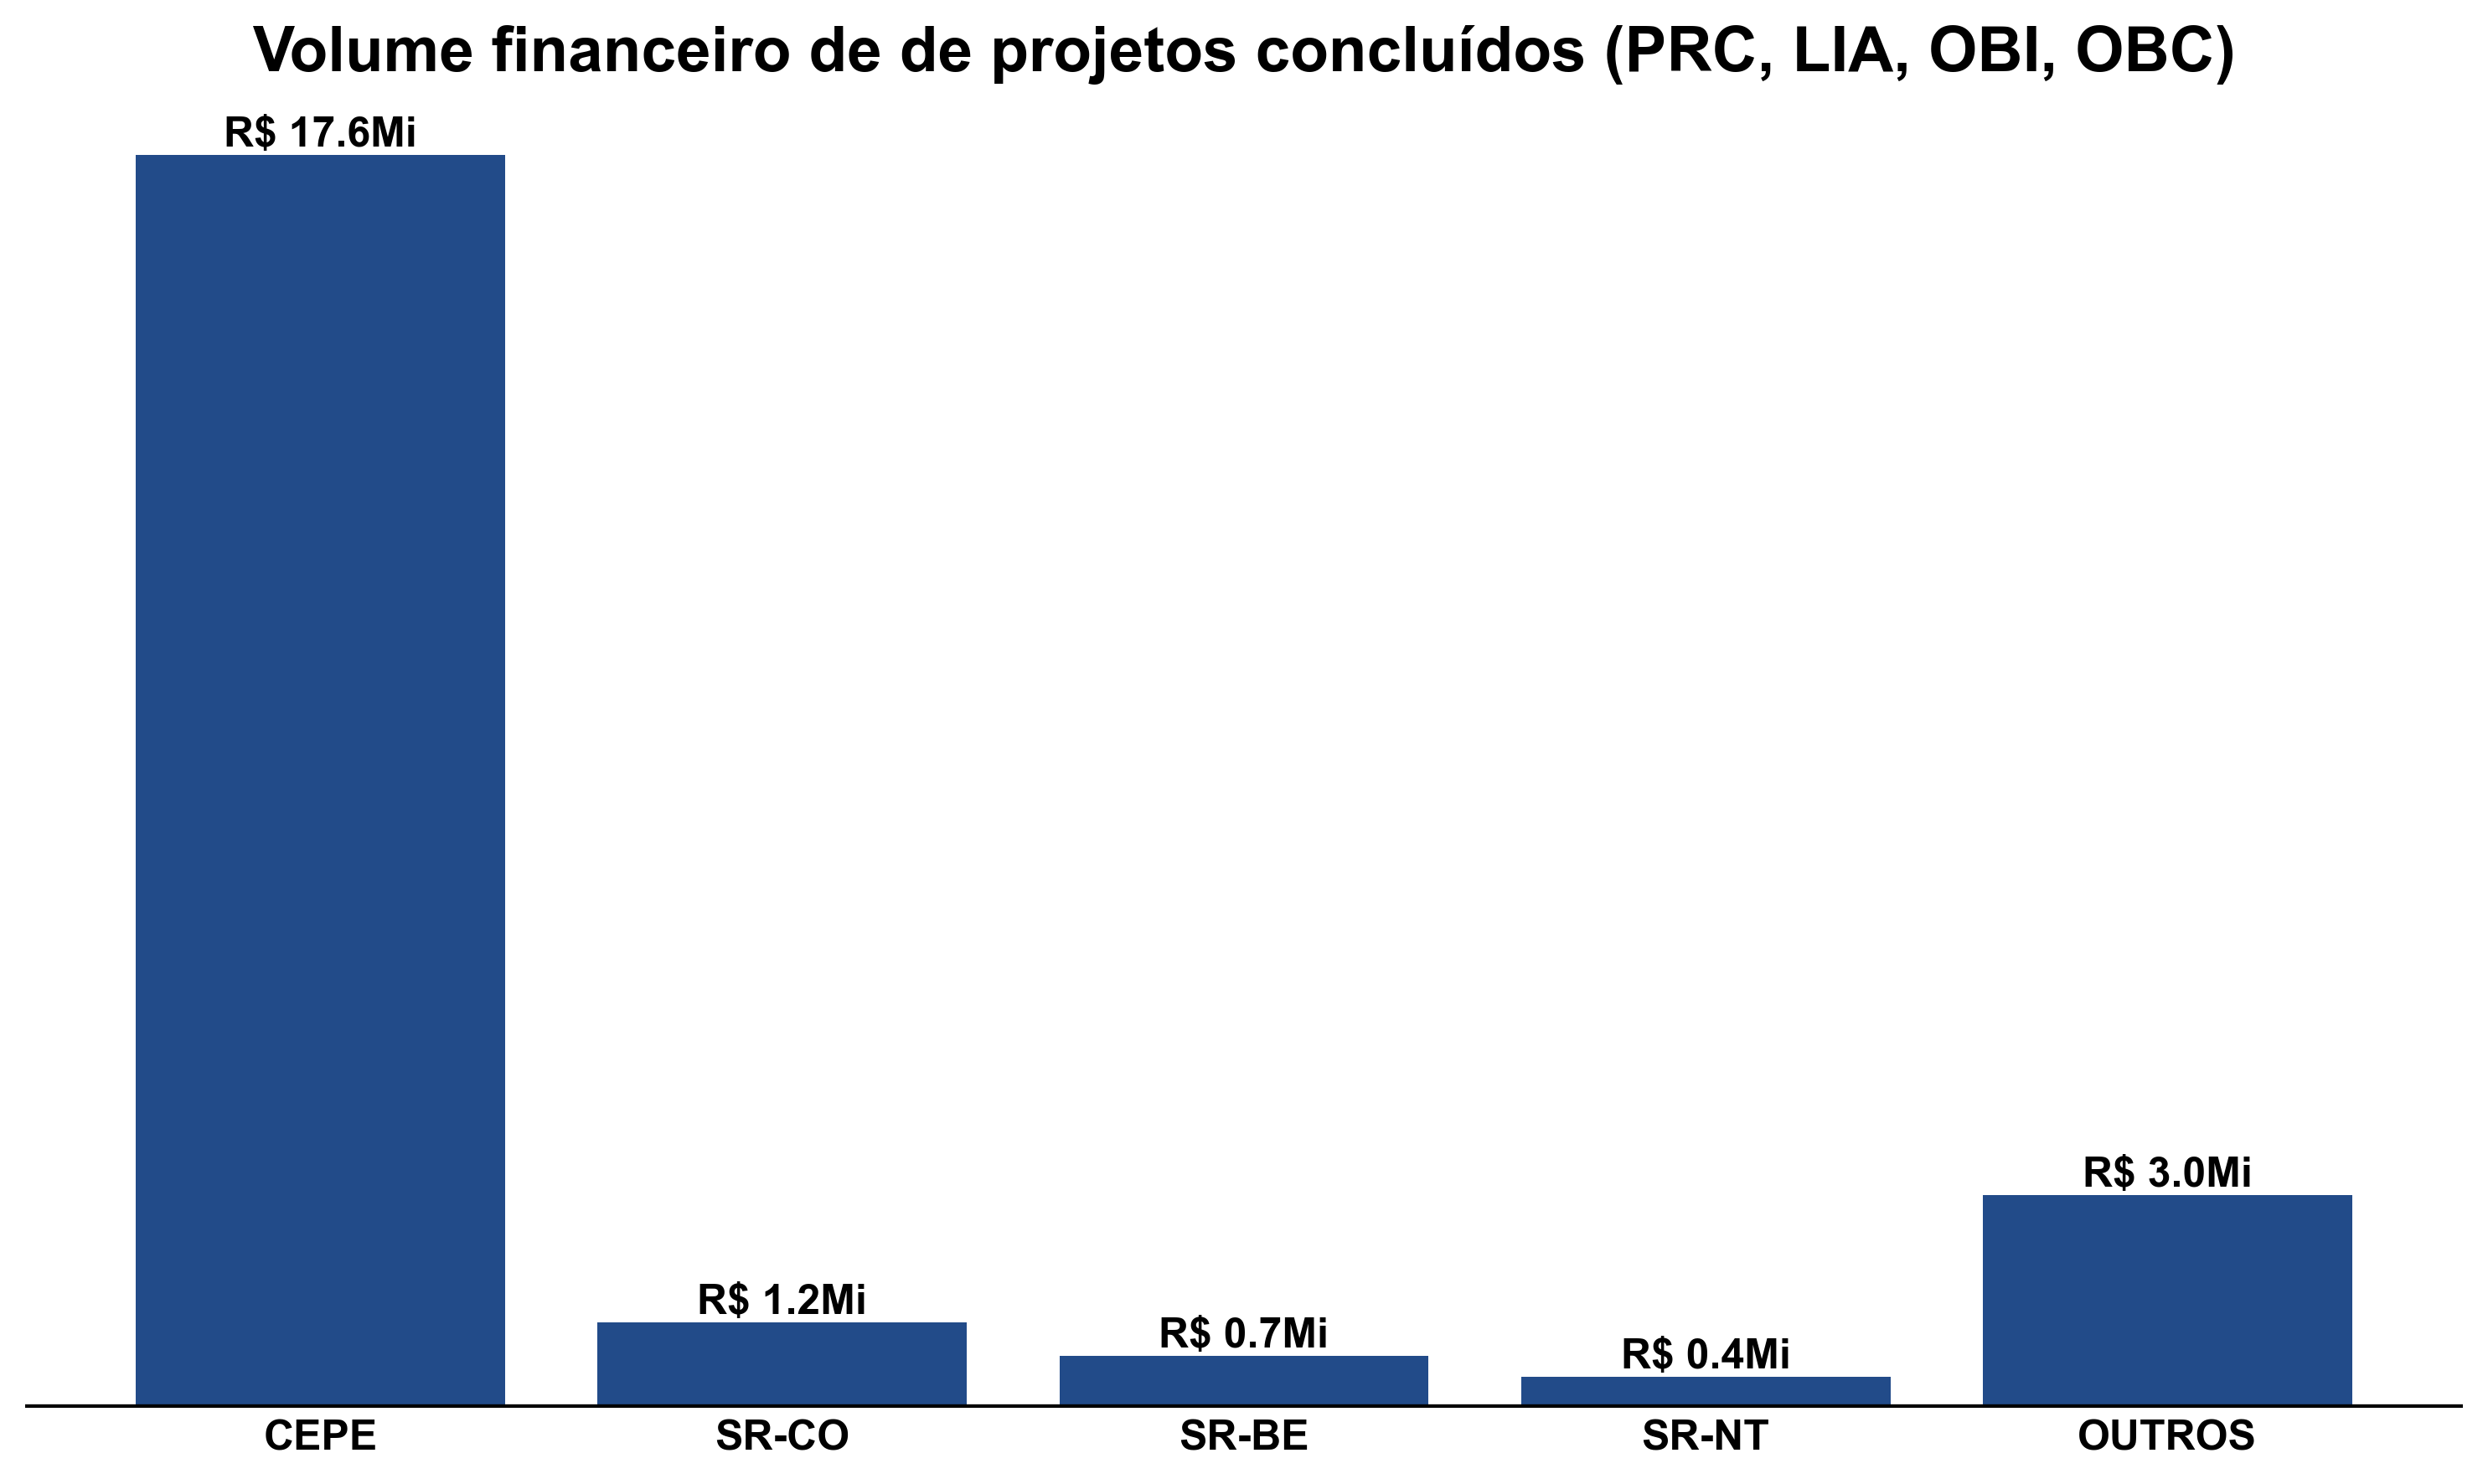 Volume financeiro de de projetos concluídos (PRC, LIA, OBI, OBC)
R$ 17.6Mi
R$ 1.2Mi
R$ 0.7Mi
R$ 0.4Mi
R$ 3.0Mi
CEPE
SR-CO
SR-BE
SR-NT
OUTROS